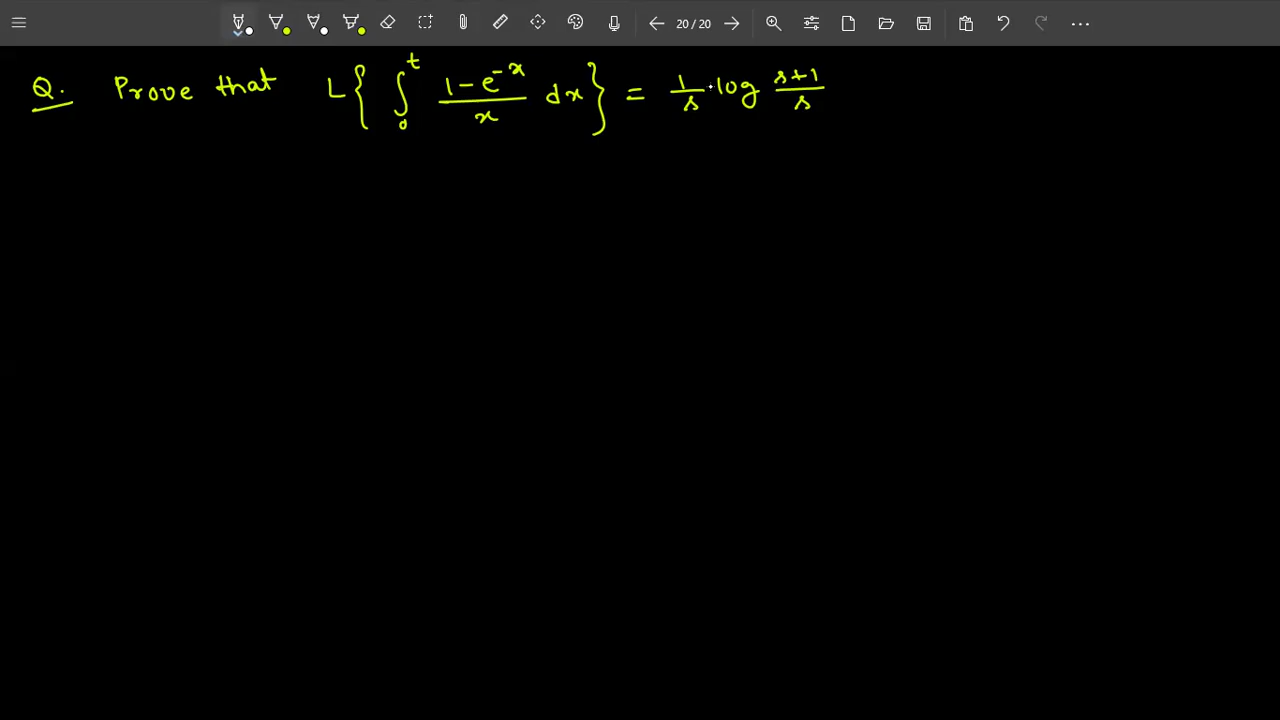 20/20
Q. Prove that L{∫₀ᵗ (1-e⁻ˣ)/x dx} = 1/s · log (s+1)/s